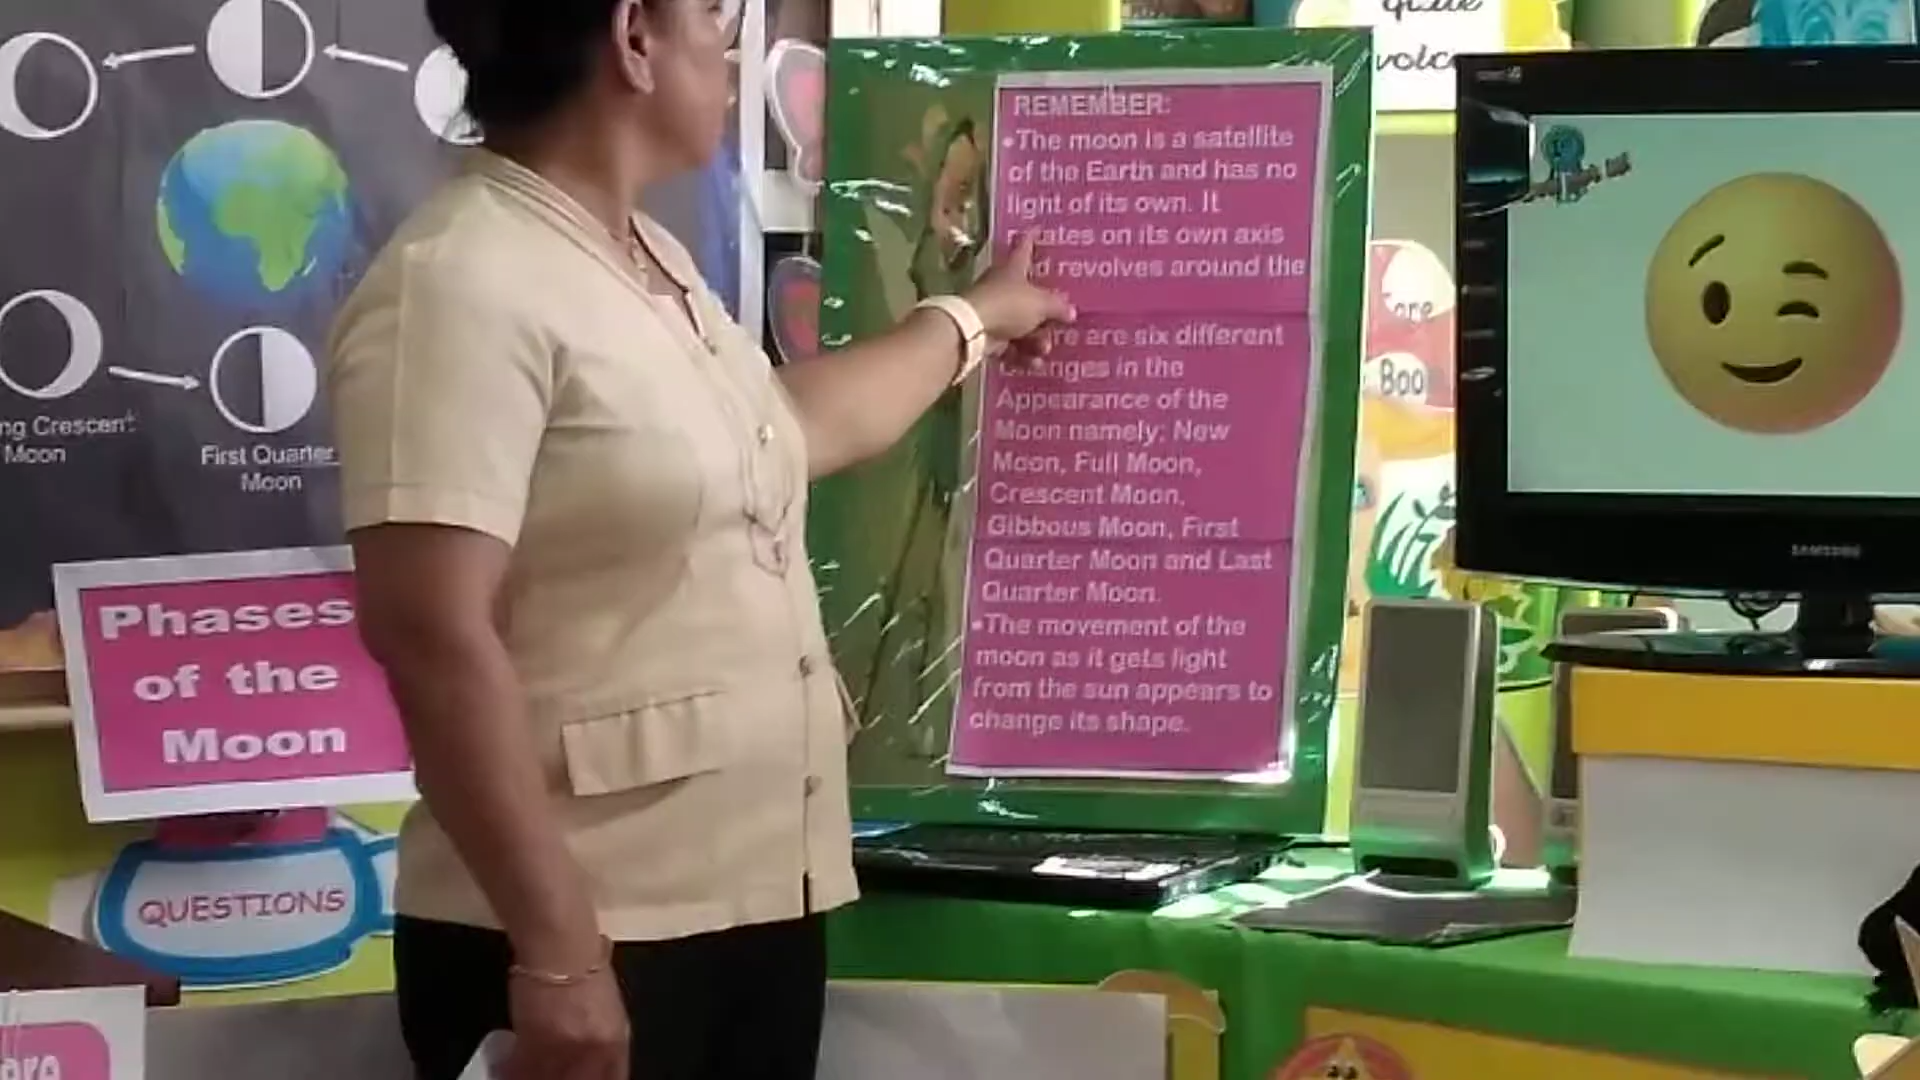 ng Crescent
Moon
First Quarter
Moon
Phases
of the
Moon
QUESTIONS
REMEMBER:
•The moon is a satellite
of the Earth and has no
light of its own. It
rotates on its own axis
revolves around the
are six different
Changes in the
Appearance of the
Moon namely; New
Moon, Full Moon,
Crescent Moon,
Gibbous Moon, First
Quarter Moon and Last
Quarter Moon.
•The movement of the
moon as it gets light
from the sun appears to
change its shape.
SAMSUNG